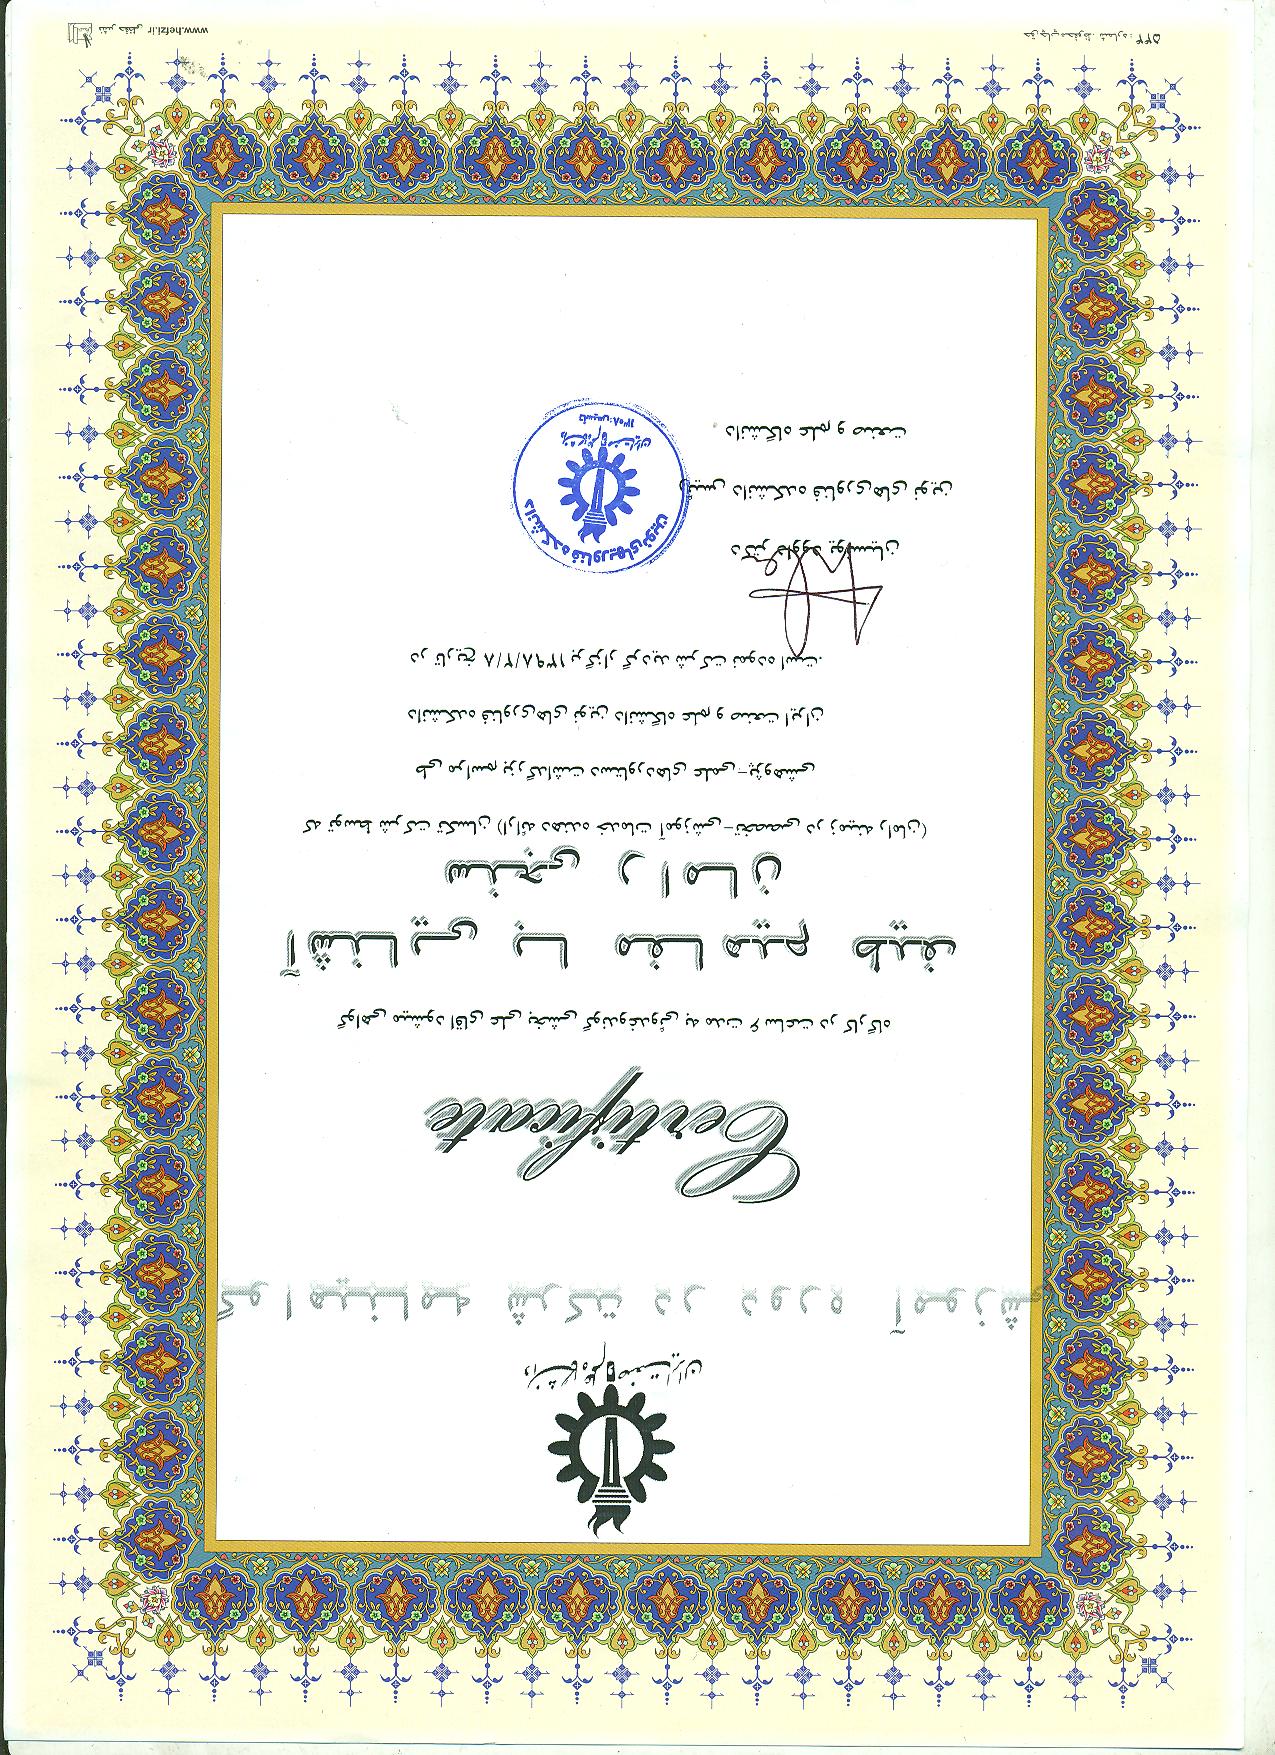 دانشگاه علم و صنعت ایران
گواهینامه شرکت در دوره آموزشی
Certificate
گواهی میشود اقای علی بخشی گوندوغدوئی به مدت ۶ ساعت در کارگاه
آشنایی با مفاهیم طیف
سنجی رامان
که توسط شرکت تکسان (ارائه دهنده خدمات آموزشی-تخصصی در زمینه رامان)
طی مراسم بزرگداشت دستاوردهای علمی-پژوهشی
دانشکده فناوری‌های نوین دانشگاه علم و صنعت ایران
در تاریخ ۱۳۹۸/۲/۸ برگزار گردید شرکت نموده است.
دکتر داوود یونسیان
رئیس دانشکده فناوری‌های نوین
دانشگاه علم و صنعت
دانشکده فناوریهای نوین
دانشگاه علم و صنعت ایران
تاسیس: ۱۳۰۸
نشر حفظی www.hefzi.ir
حق چاپ محفوظ. شماره: ۵۴۴